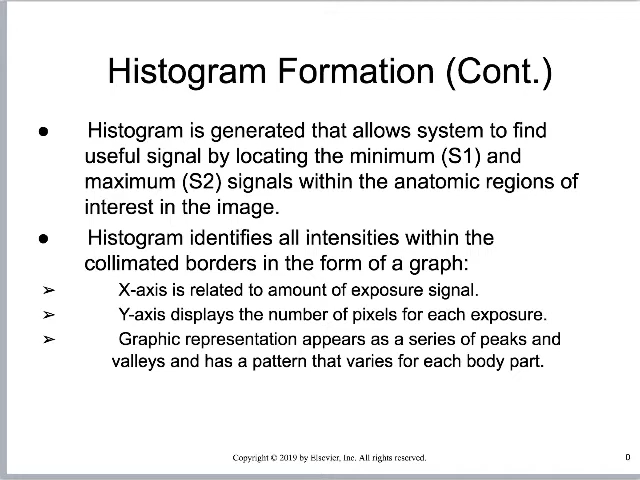 Histogram Formation (Cont.)
● Histogram is generated that allows system to find
useful signal by locating the minimum (S1) and
maximum (S2) signals within the anatomic regions of
interest in the image.
● Histogram identifies all intensities within the
collimated borders in the form of a graph:
➢ X-axis is related to amount of exposure signal.
➢ Y-axis displays the number of pixels for each exposure.
➢ Graphic representation appears as a series of peaks and
valleys and has a pattern that varies for each body part.
Copyright © 2019 by Elsevier, Inc. All rights reserved.
0